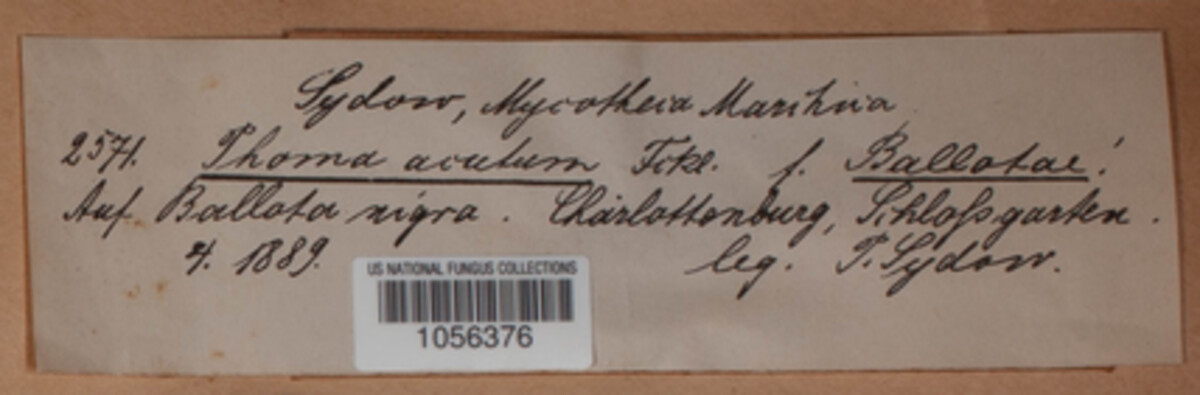 Sydow, Mycotheca Marchica
2571. Phoma acutum Fckl. f. Ballotae!
Auf Ballota nigra. Charlottenburg, Schloßgarten.
4. 1889. leg. P. Sydow.
US NATIONAL FUNGUS COLLECTIONS
1056376